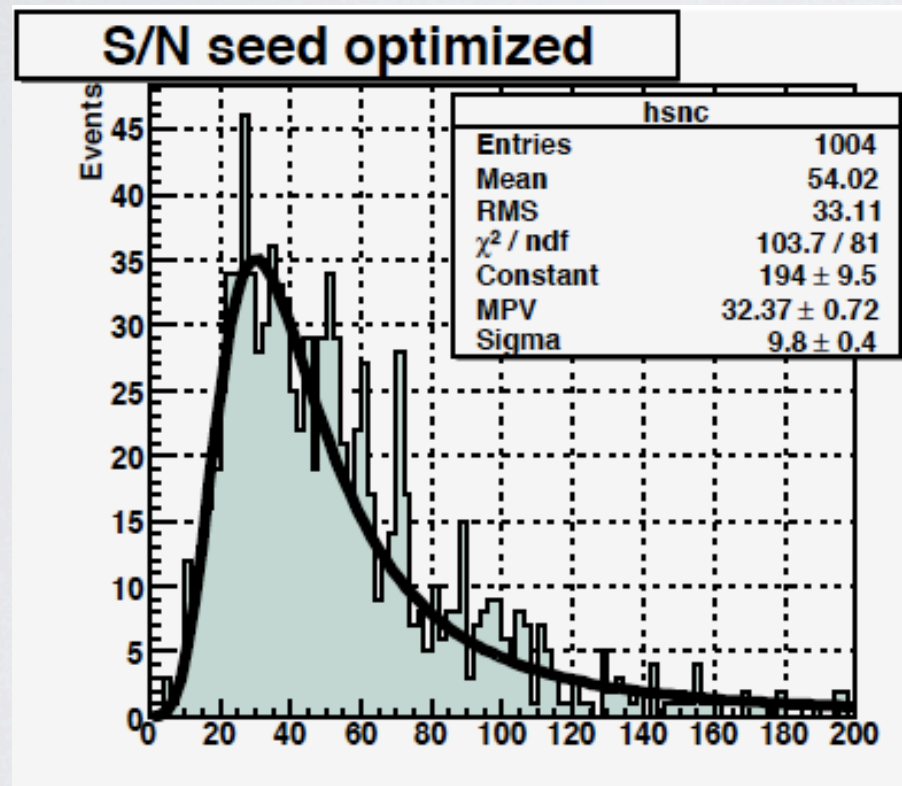 S/N seed optimized
Events
hsnc
Entries 1004
Mean 54.02
RMS 33.11
χ² / ndf 103.7 / 81
Constant 194 ± 9.5
MPV 32.37 ± 0.72
Sigma 9.8 ± 0.4
45
40
35
30
25
20
15
10
5
0
0 20 40 60 80 100 120 140 160 180 200